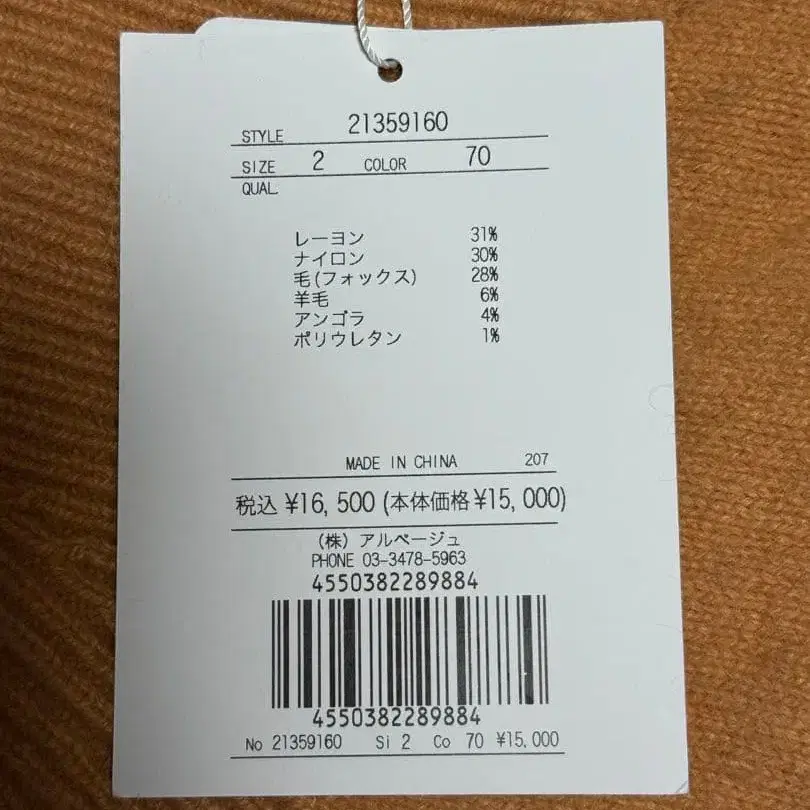 STYLE 21359160
SIZE 2 COLOR 70
QUAL.
レーヨン 31%
ナイロン 30%
毛(フォックス) 28%
羊毛 6%
アンゴラ 4%
ポリウレタン 1%
MADE IN CHINA 207
税込 ¥16,500(本体価格¥15,000)
(株) アルページュ
PHONE 03-3478-5963
4550382289884
4550382289884
No 21359160 Si 2 Co 70 ¥15,000